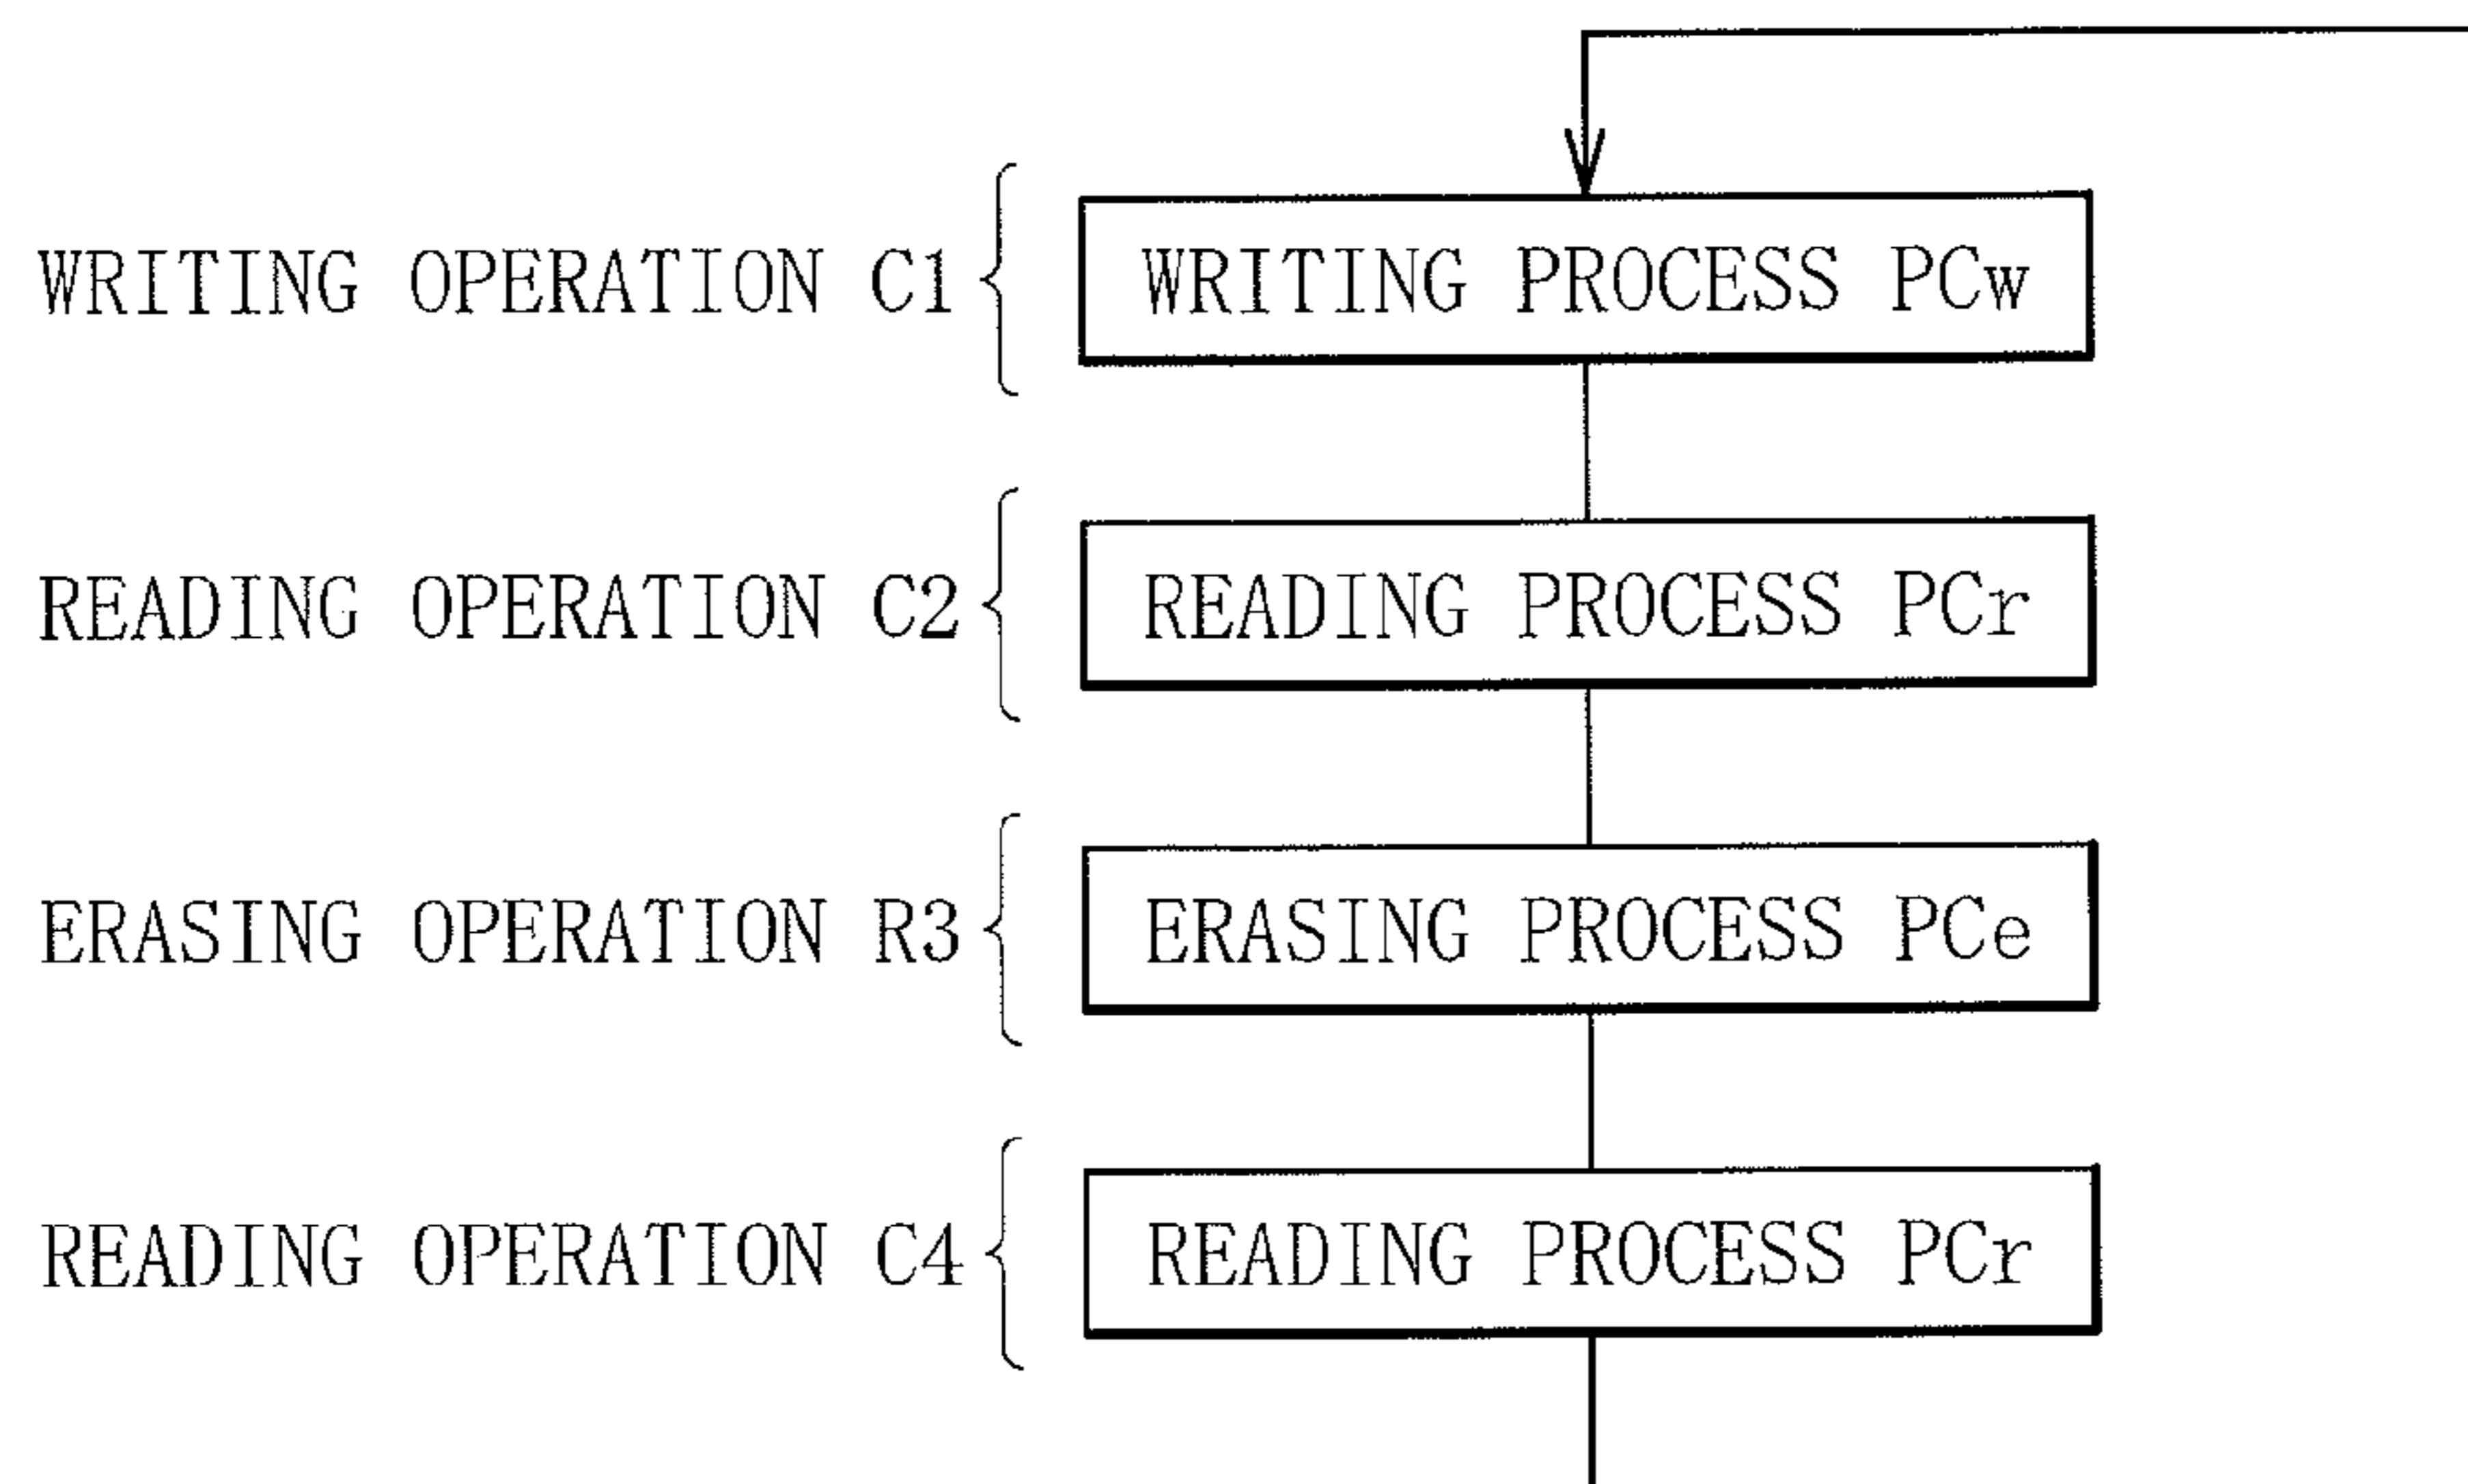 WRITING OPERATION C1 WRITING PROCESS PCw
READING OPERATION C2 READING PROCESS PCr
ERASING OPERATION R3 ERASING PROCESS PCe
READING OPERATION C4 READING PROCESS PCr